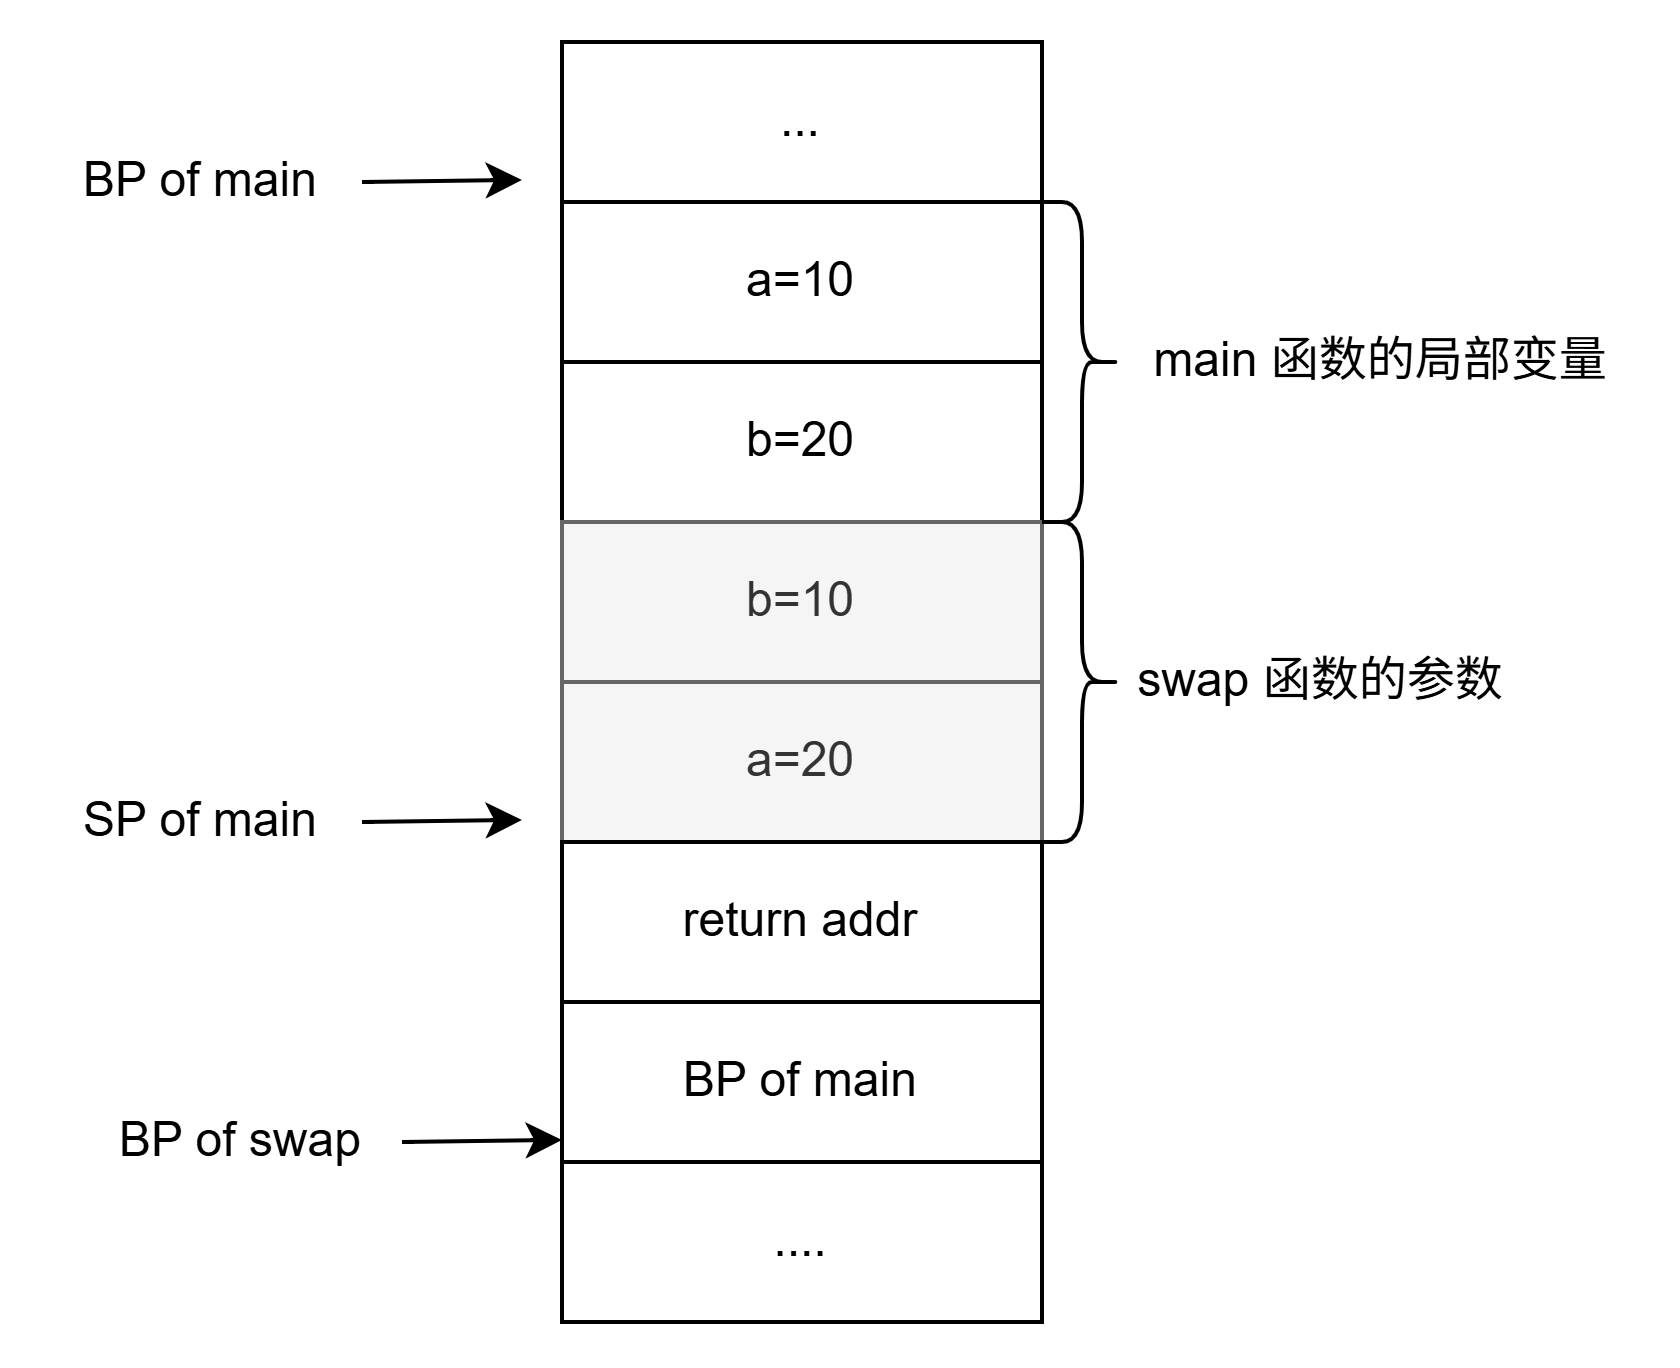 ...
BP of main
a=10
main 函数的局部变量
b=20
b=10
swap 函数的参数
a=20
SP of main
return addr
BP of main
BP of swap
....